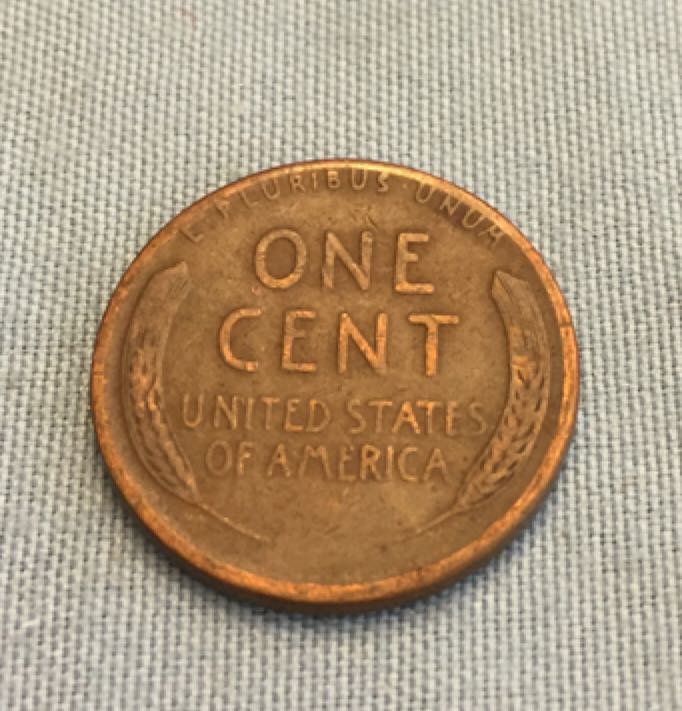 E·PLURIBUS·UNUM
ONE
CENT
UNITED STATES
OF AMERICA